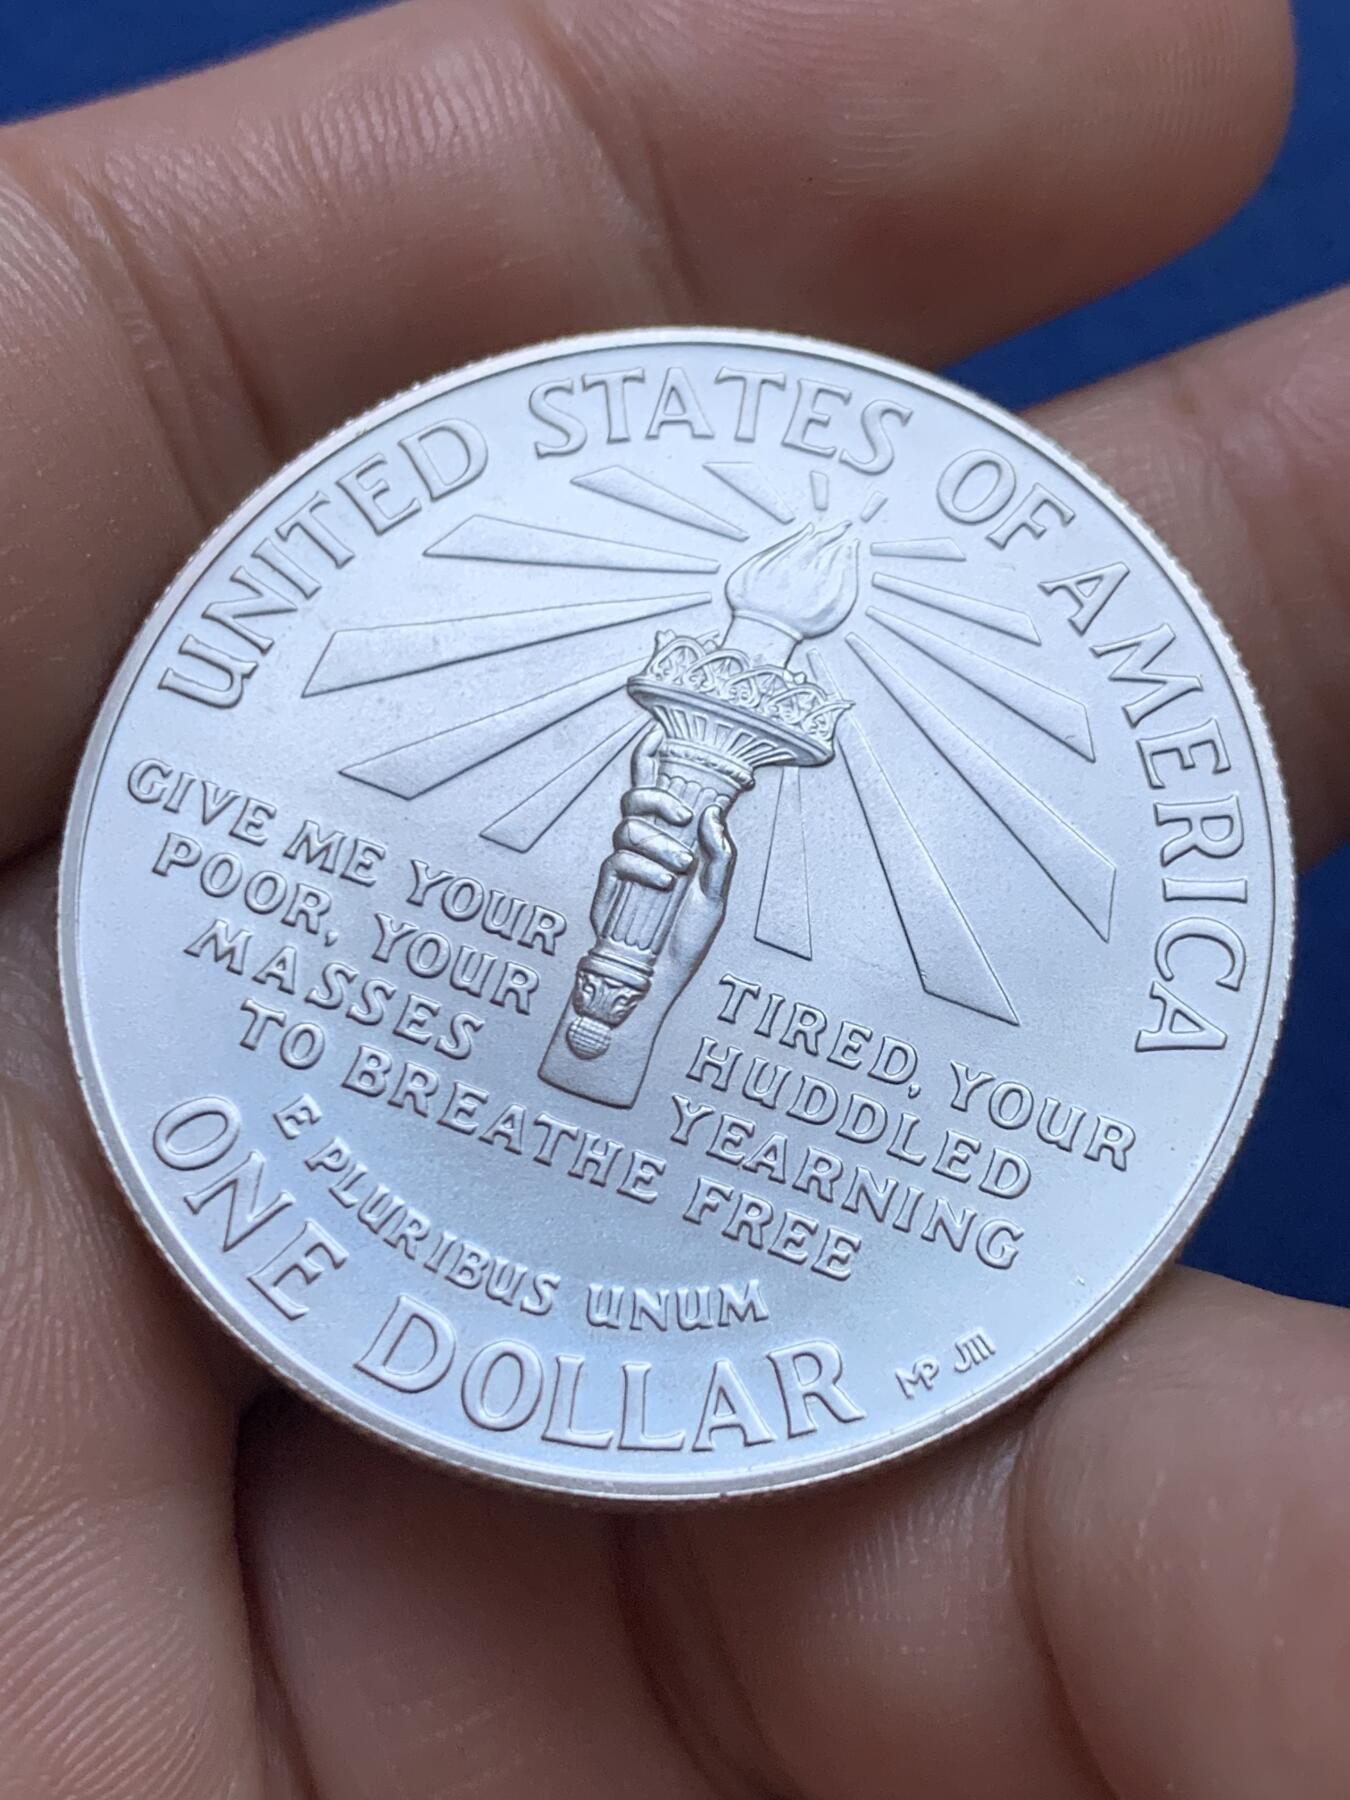 UNITED STATES OF AMERICA
GIVE ME YOUR TIRED, YOUR
POOR, YOUR HUDDLED
MASSES YEARNING
TO BREATHE FREE
E PLURIBUS UNUM
ONE DOLLAR
MP JIII